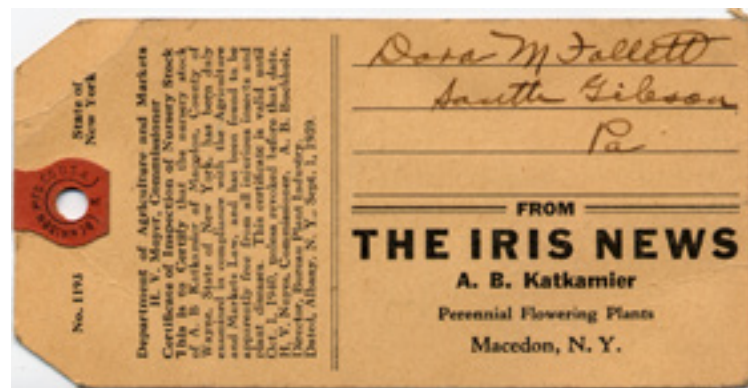 State of
New York
No. 1193
Department of Agriculture and Markets
H. V. Noyes, Commissioner
Certificate of Inspection of Nursery Stock
This is to Certify that the nursery stock
of A. B. Katkamier of Macedon, County of
Wayne, State of New York, has been duly
examined in compliance with the Agriculture
and Markets Law, and has been found to be
apparently free from all injurious insects and
plant diseases. This certificate is valid until
Oct. 1, 1940, unless revoked before that date.
H. V. Noyes, Commissioner. A. B. Buchholz,
Director, Bureau Plant Industry.
Dated, Albany, N. Y., Sept. 1, 1939.
Dora M Follett
South Gibson
Pa
FROM
THE IRIS NEWS
A. B. Katkamier
Perennial Flowering Plants
Macedon, N. Y.